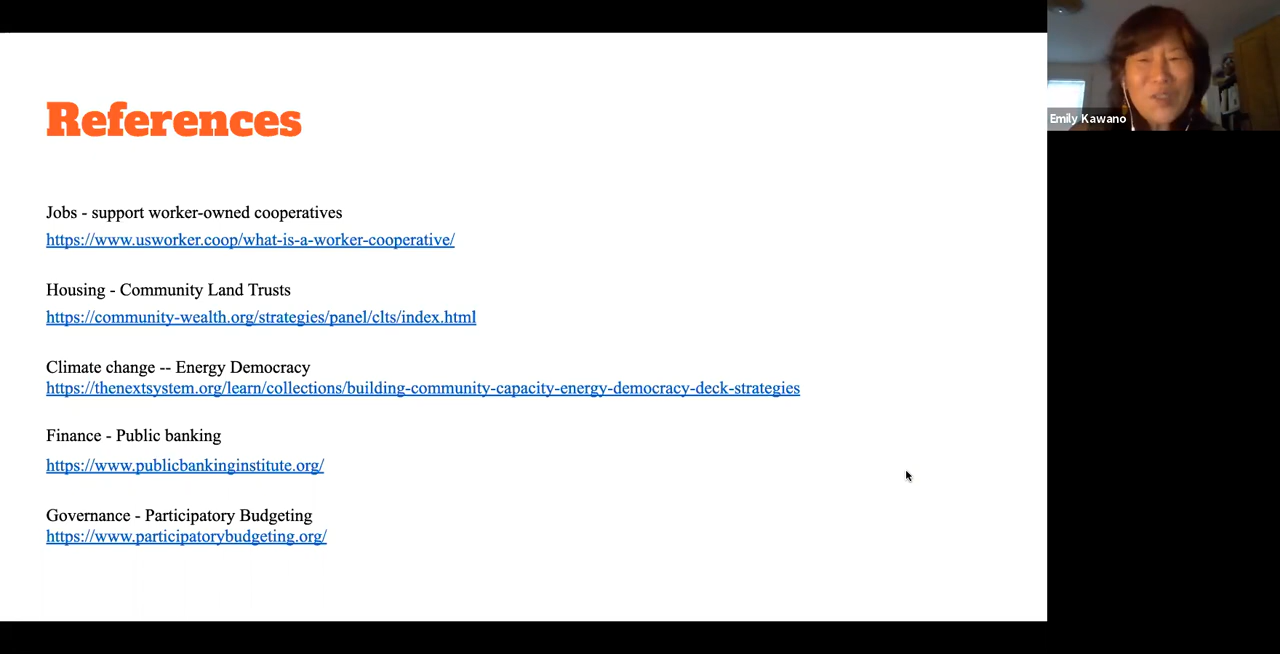 References
Jobs - support worker-owned cooperatives
https://www.usworker.coop/what-is-a-worker-cooperative/
Housing - Community Land Trusts
https://community-wealth.org/strategies/panel/clts/index.html
Climate change -- Energy Democracy
https://thenextsystem.org/learn/collections/building-community-capacity-energy-democracy-deck-strategies
Finance - Public banking
https://www.publicbankinginstitute.org/
Governance - Participatory Budgeting
https://www.participatorybudgeting.org/
Emily Kawano